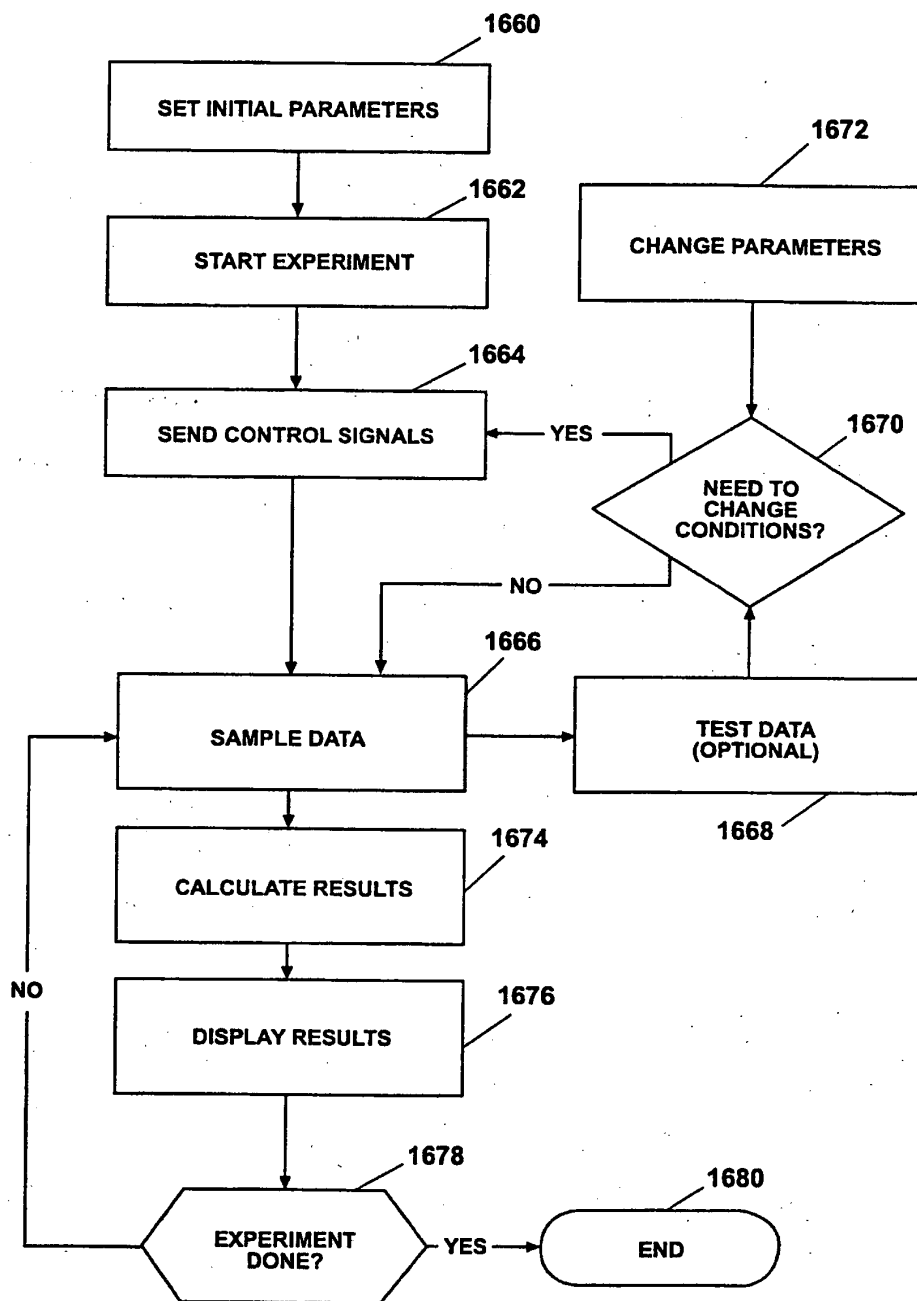 1660
SET INITIAL PARAMETERS
1672
1662
START EXPERIMENT
CHANGE PARAMETERS
1664
SEND CONTROL SIGNALS
YES
1670
NEED TO
CHANGE
CONDITIONS?
NO
1666
SAMPLE DATA
TEST DATA
(OPTIONAL)
1668
1674
CALCULATE RESULTS
NO
1676
DISPLAY RESULTS
1678
1680
EXPERIMENT
DONE?
YES
END